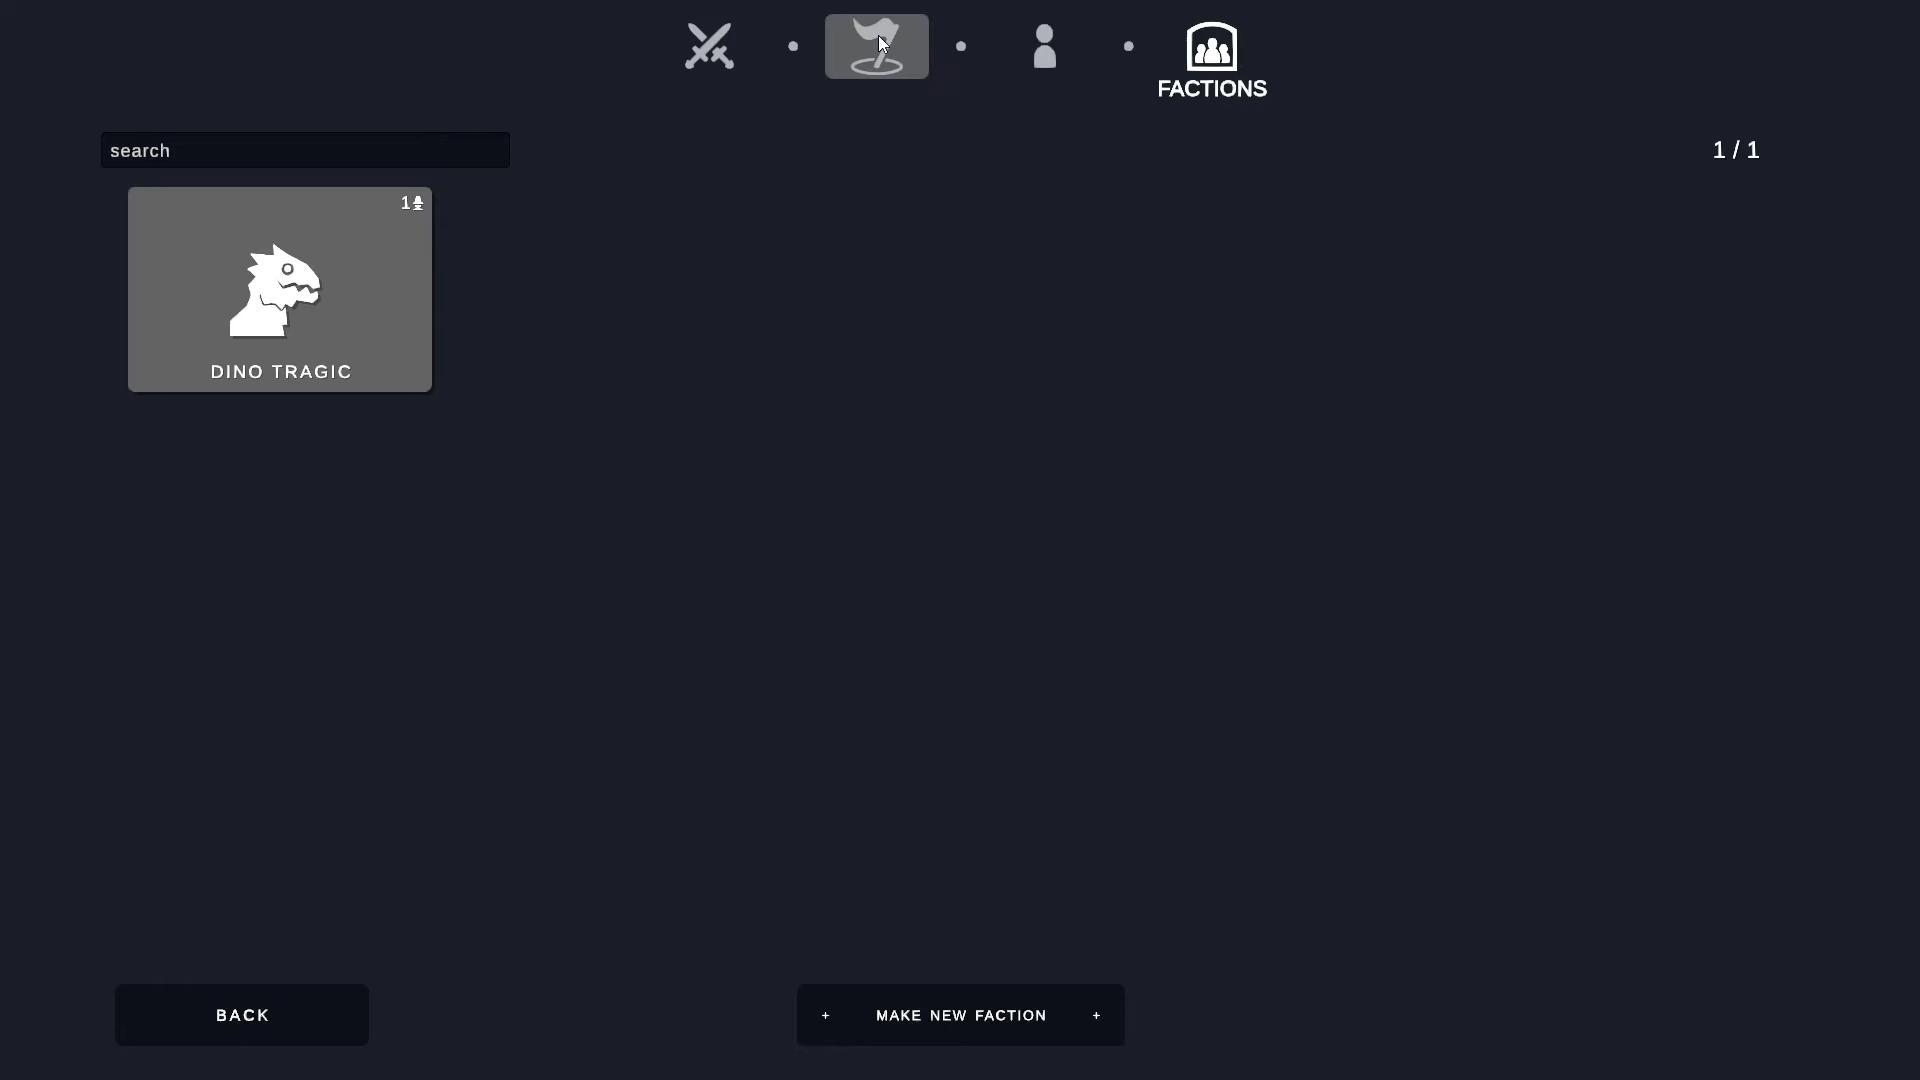 FACTIONS
search
1 / 1
1
DINO TRAGIC
BACK
+ MAKE NEW FACTION +